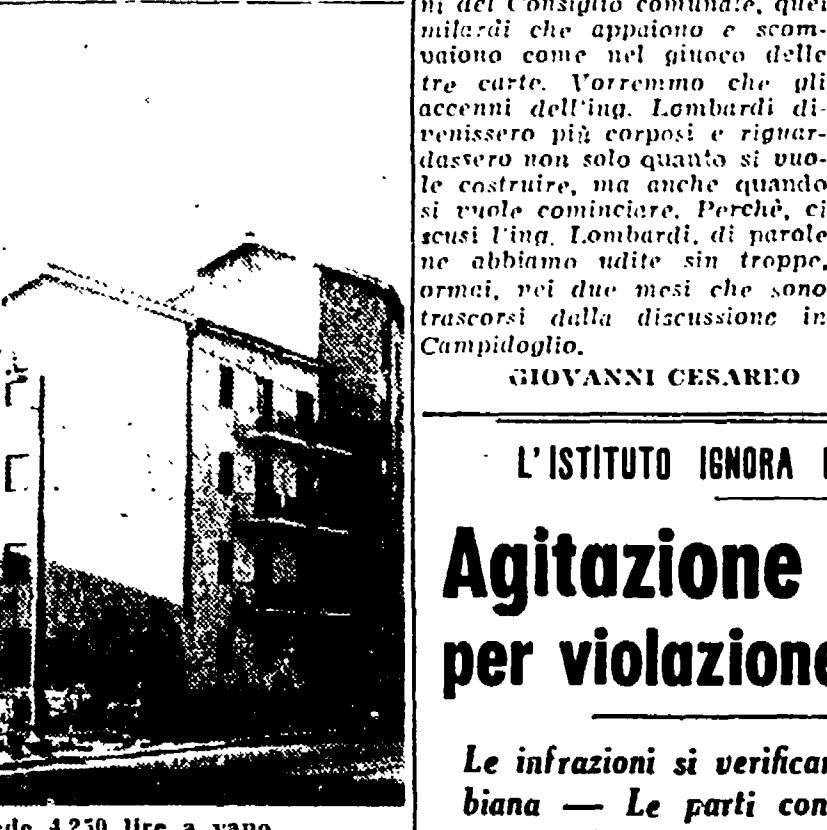 ni del Consiglio comunale, quei
milardi che appaiono e scom-
vaiono come nel giuoco delle
tre carte. Vorremmo che gli
accenni dell'ing. Lombardi di-
venissero più corposi e riguar-
dassero non solo quanto si vuo-
le costruire, ma anche quando
si vuole cominciare. Perchè, ci
scusi l'ing. Lombardi, di parole
ne abbiamo udite sin troppe,
ormai, nei due mesi che sono
trascorsi dalla discussione in
Campidoglio.
GIOVANNI CESAREO
L'ISTITUTO IGNORA
Agitazione
per violazione
Le infrazioni si verifican
biana — Le parti con
4.250 lire a vano